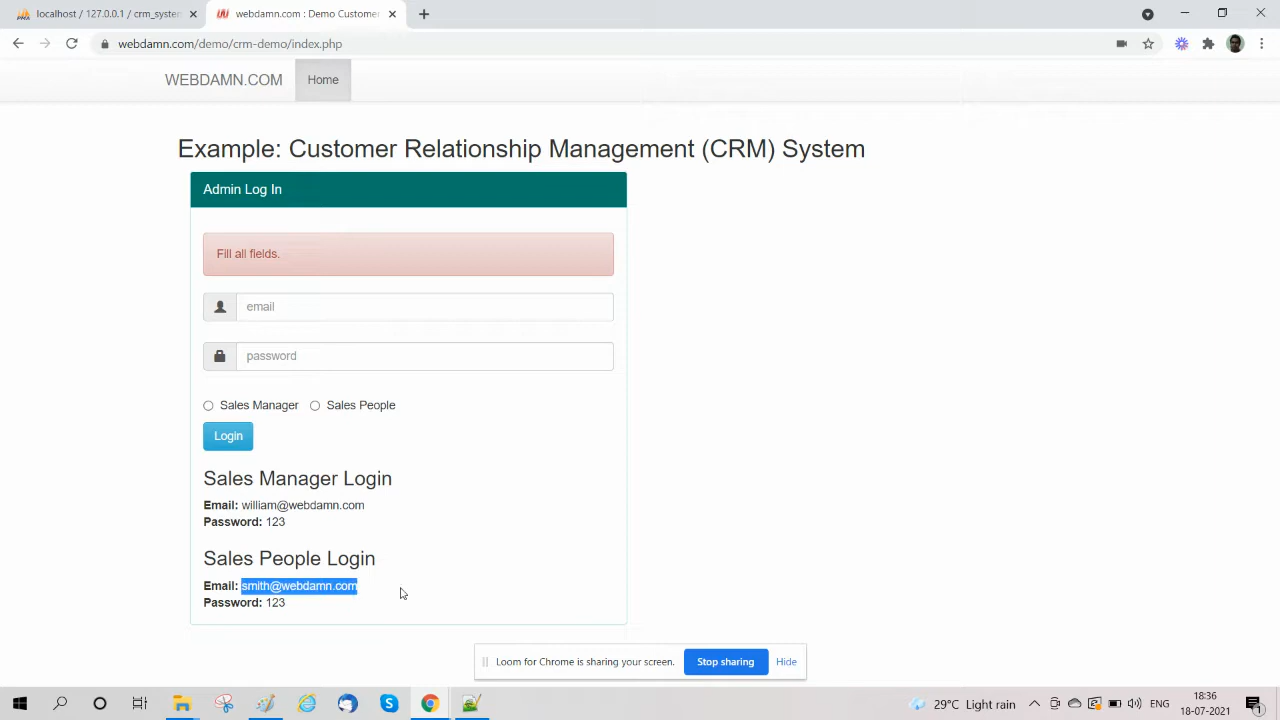 localhost / 127.0.0.1 / crm_system
webdamn.com : Demo Customer
webdamn.com/demo/crm-demo/index.php
WEBDAMN.COM
Home
Example: Customer Relationship Management (CRM) System
Admin Log In
Fill all fields.
email
password
Sales Manager Sales People
Login
Sales Manager Login
Email: william@webdamn.com
Password: 123
Sales People Login
Email: smith@webdamn.com
Password: 123
Loom for Chrome is sharing your screen. Stop sharing Hide
29°C Light rain ENG
18:36
18-07-2021